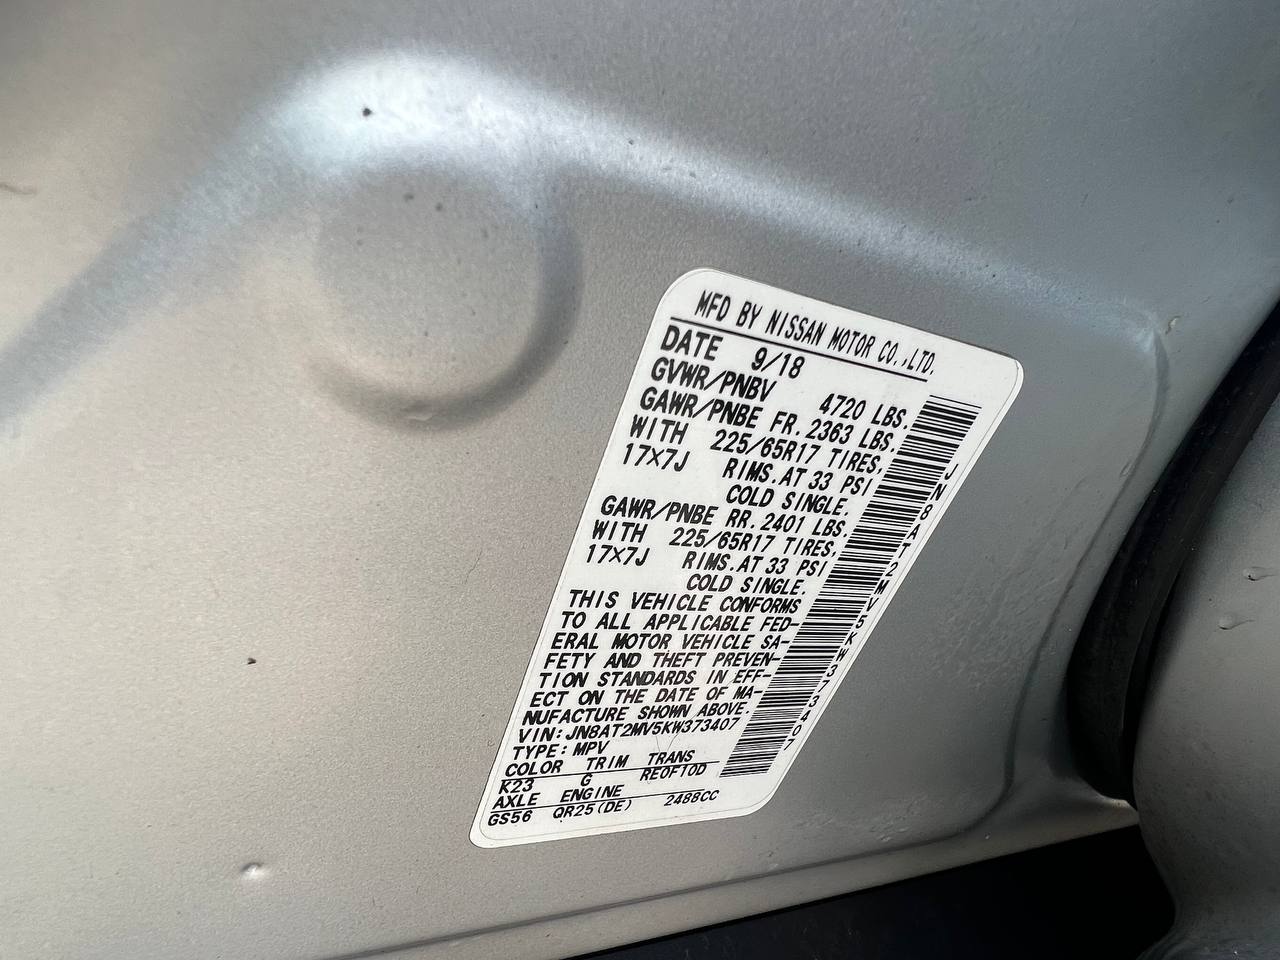 MFD BY NISSAN MOTOR CO.,LTD.
DATE 9/18
GVWR/PNBV 4720 LBS.
GAWR/PNBE FR. 2363 LBS.
WITH 225/65R17 TIRES,
17X7J RIMS. AT 33 PSI
COLD SINGLE.
GAWR/PNBE RR. 2401 LBS.
WITH 225/65R17 TIRES,
17X7J RIMS. AT 33 PSI
COLD SINGLE.
THIS VEHICLE CONFORMS
TO ALL APPLICABLE FED-
ERAL MOTOR VEHICLE SA-
FETY AND THEFT PREVEN-
TION STANDARDS IN EFF-
ECT ON THE DATE OF MA-
NUFACTURE SHOWN ABOVE.
VIN:JN8AT2MV5KW373407
TYPE:MPV
COLOR TRIM TRANS
K23 G RE0F10D
AXLE ENGINE
GS56 QR25(DE) 2488CC
JN8AT2MV5KW373407